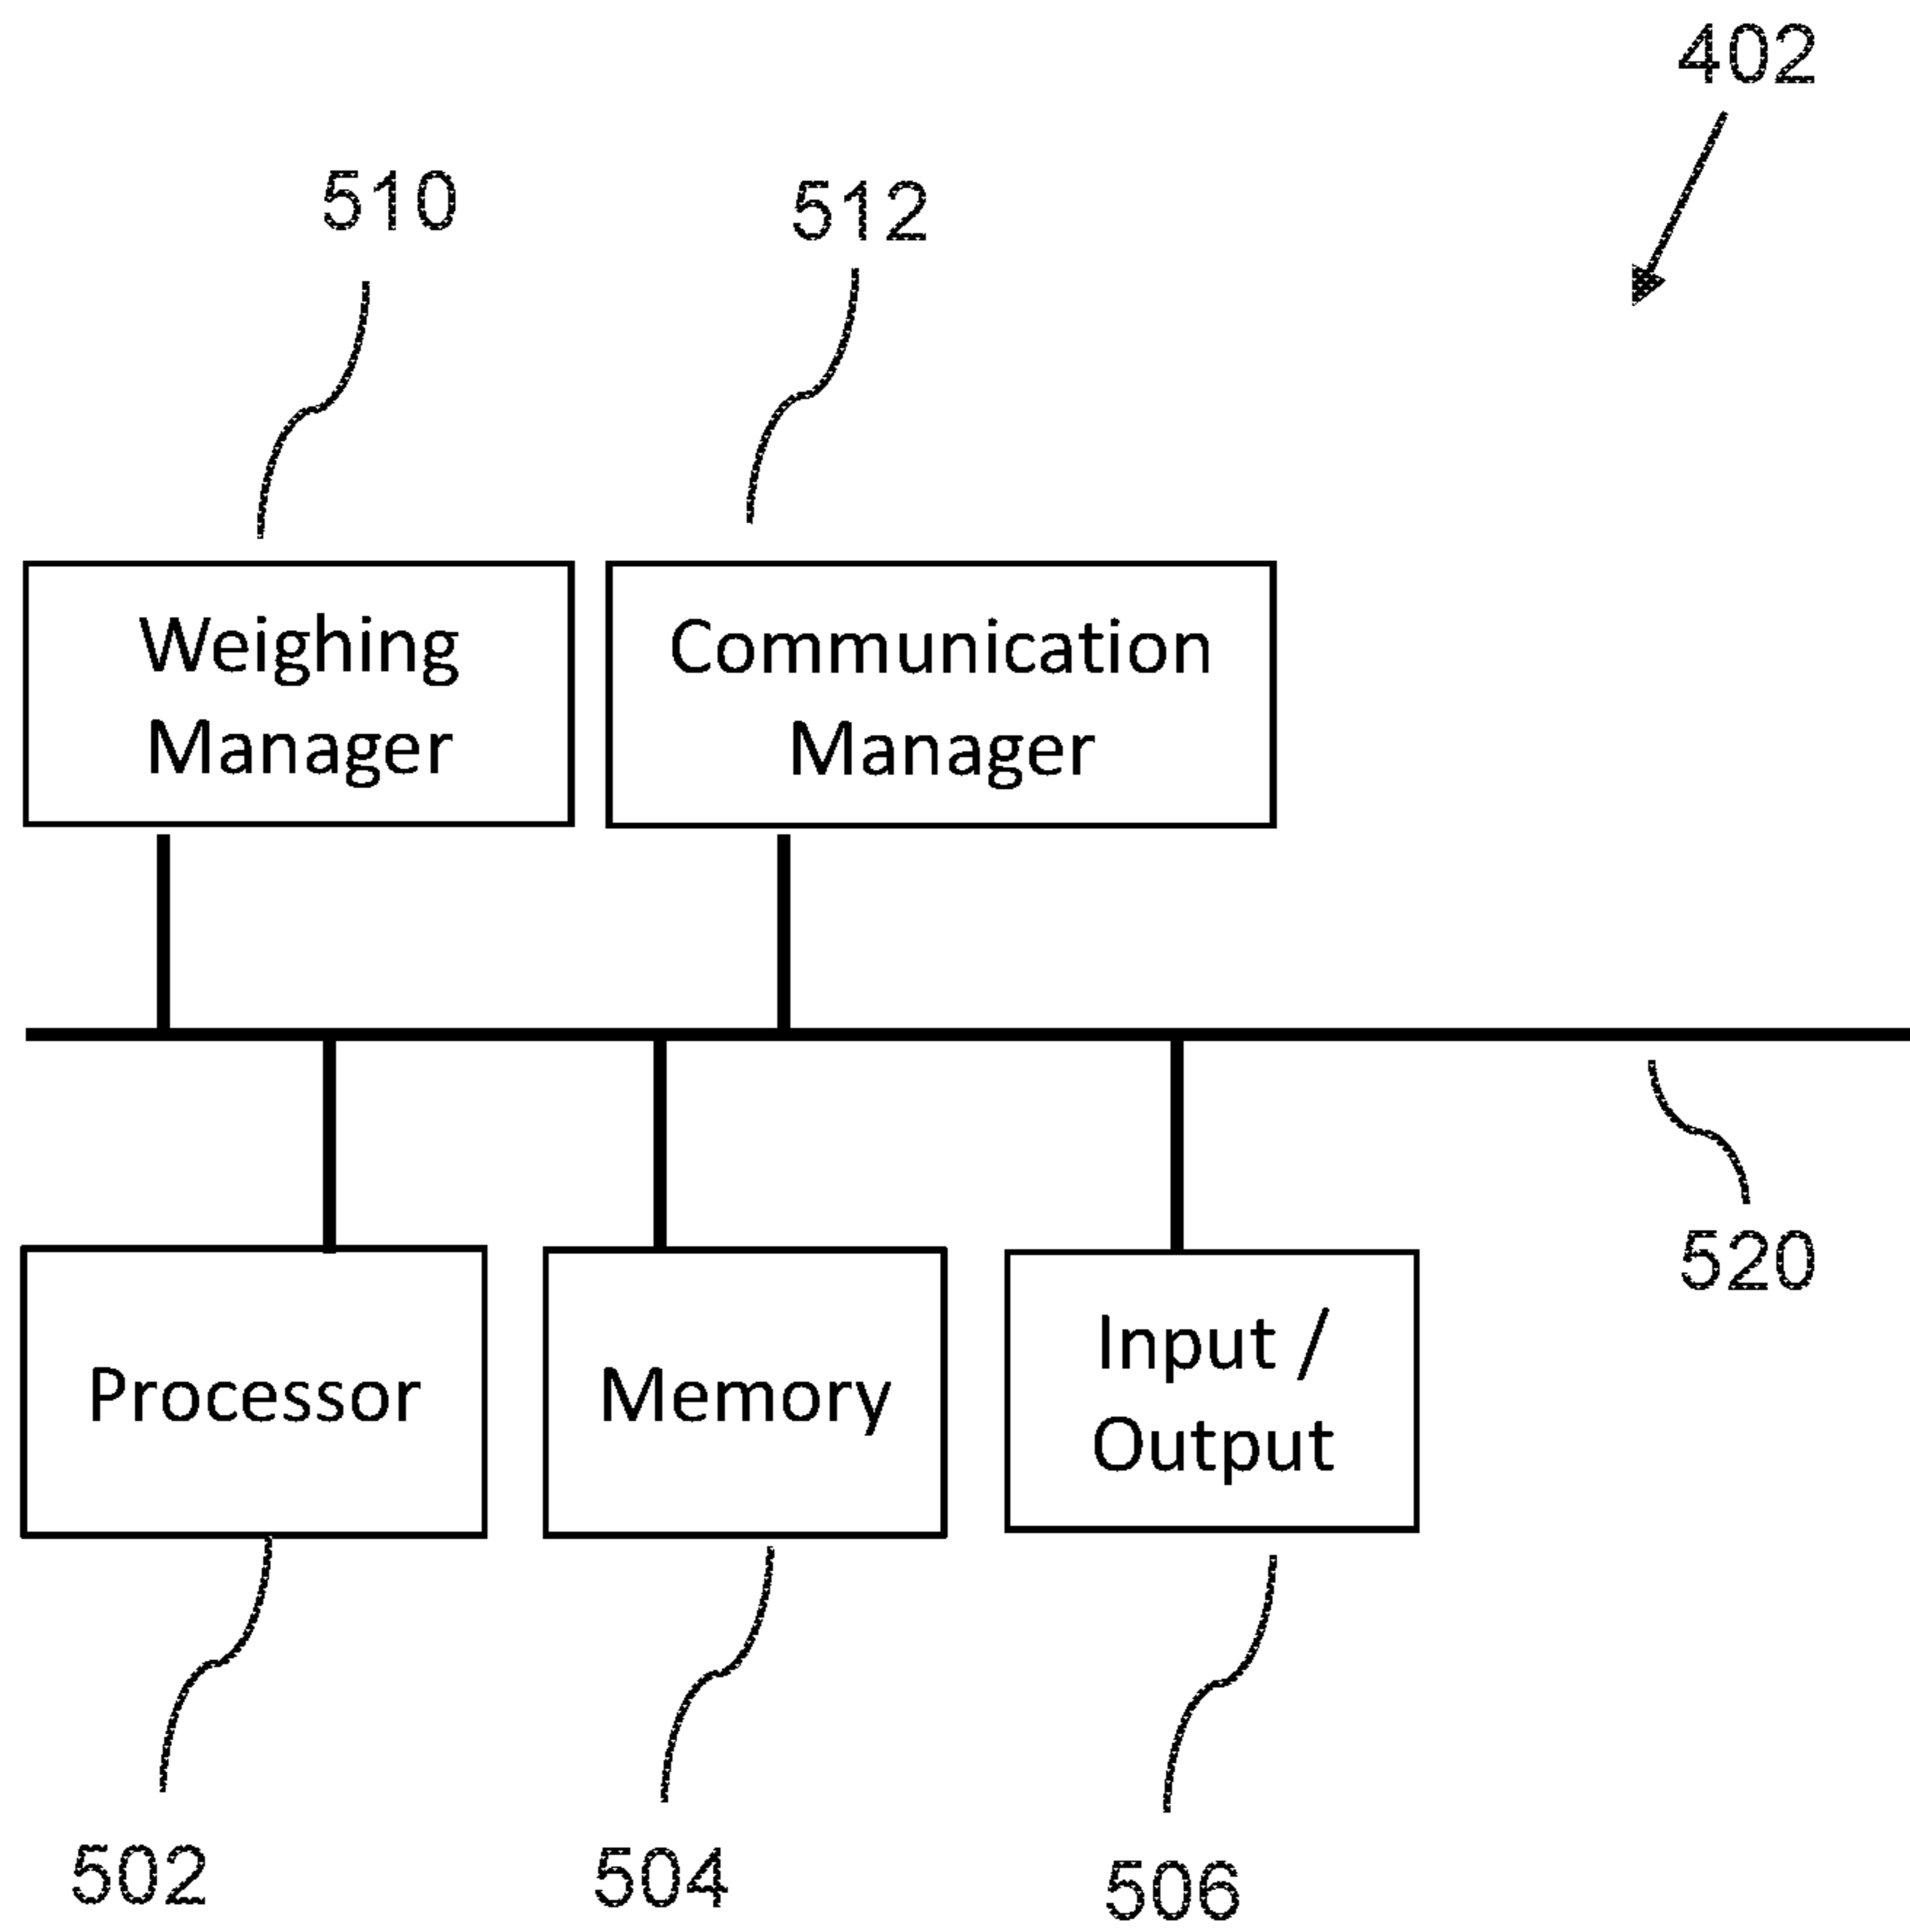 402
510
512
Weighing
Manager
Communication
Manager
520
Processor
Memory
Input /
Output
502
504
506